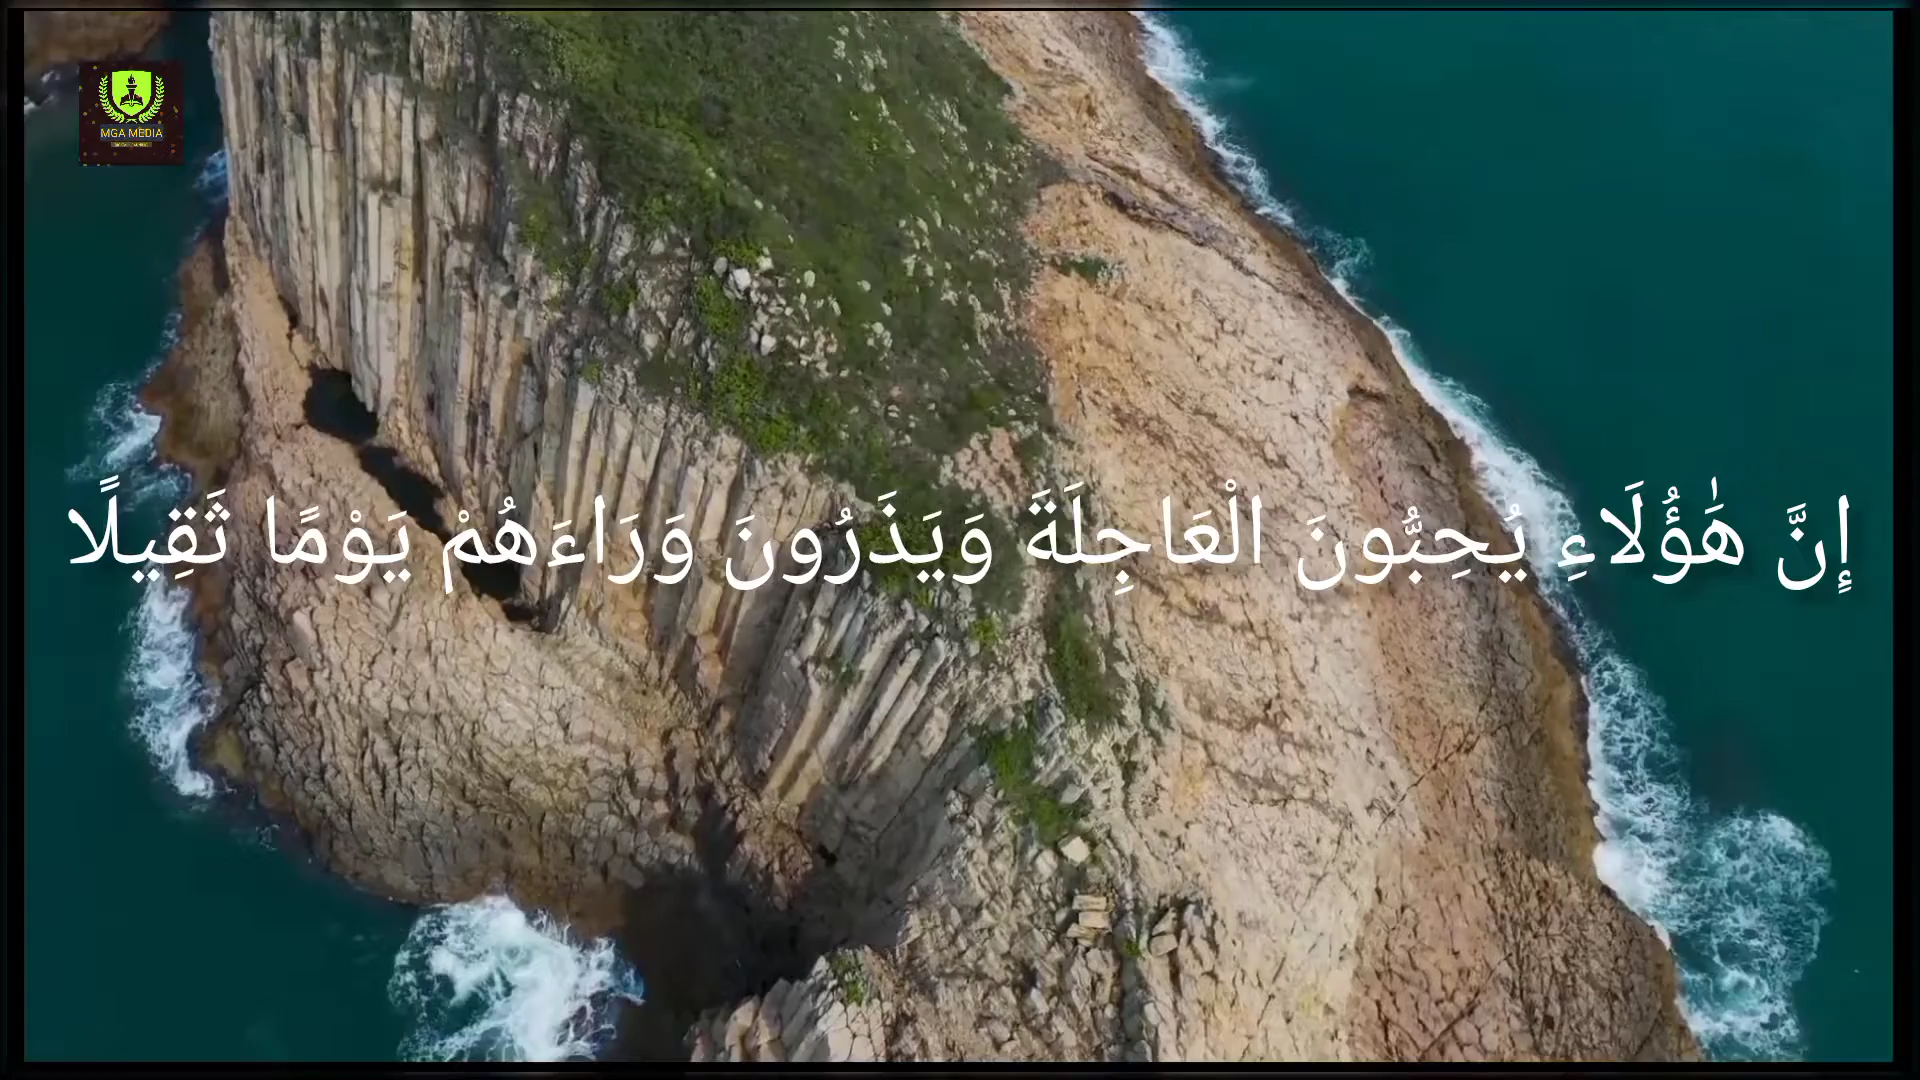 MGA MEDIA
إِنَّ هَٰؤُلَاءِ يُحِبُّونَ الْعَاجِلَةَ وَيَذَرُونَ وَرَاءَهُمْ يَوْمًا ثَقِيلًا